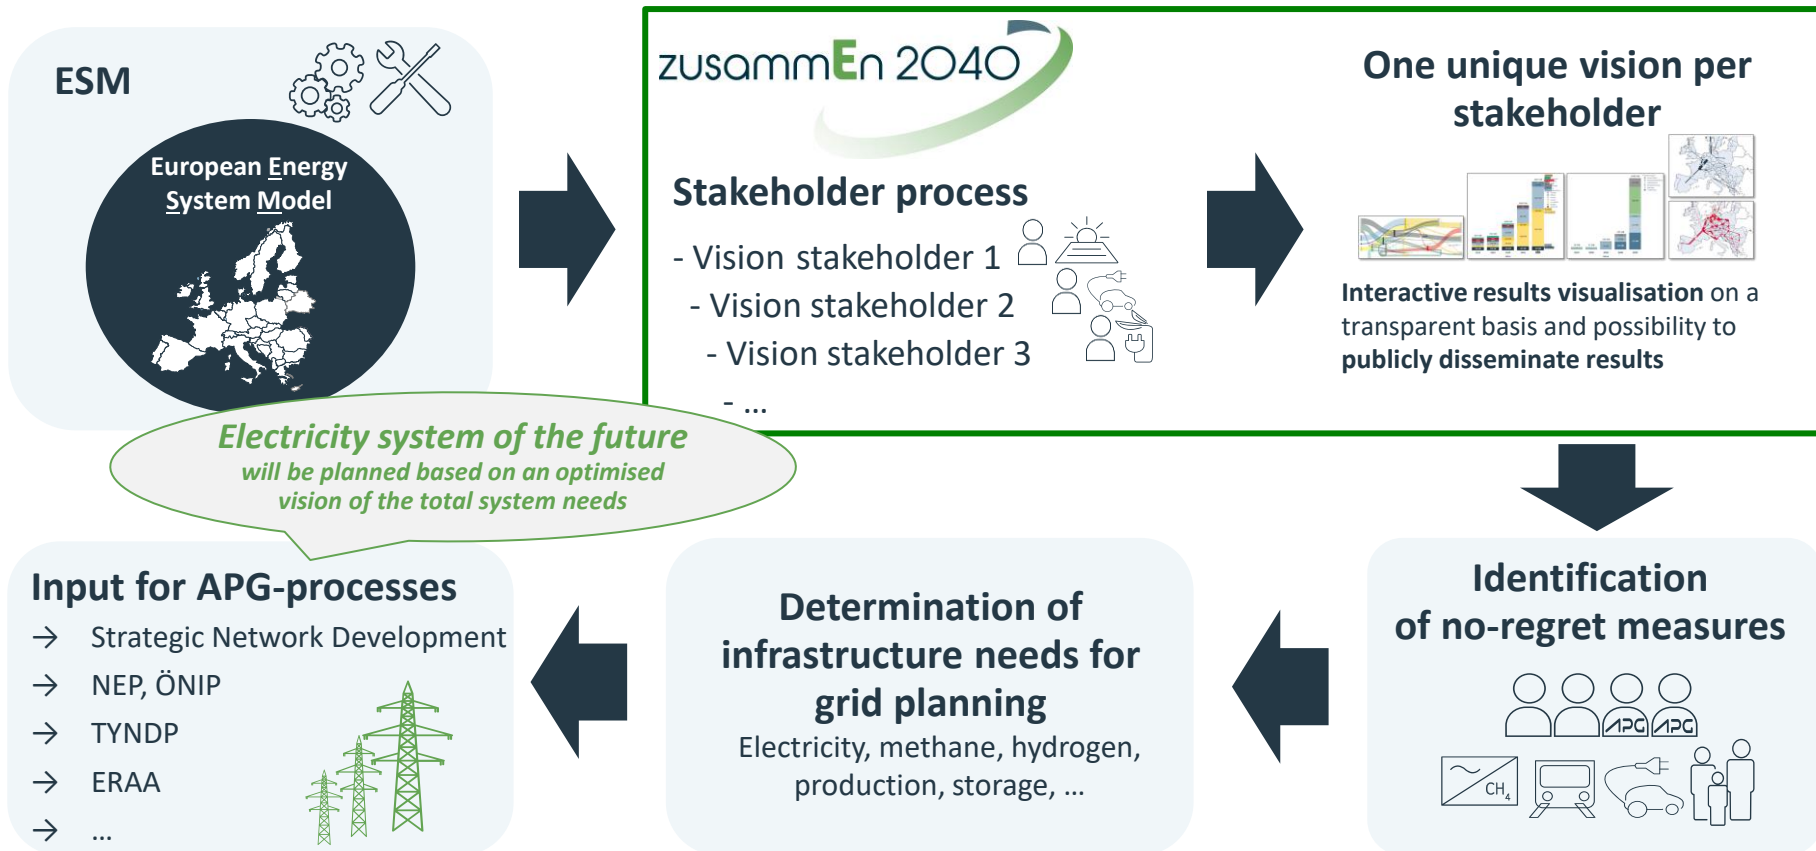 ESM
European Energy
System Model
zusammEn 2040
Stakeholder process
- Vision stakeholder 1
- Vision stakeholder 2
- Vision stakeholder 3
- ...
One unique vision per
stakeholder
Interactive results visualisation on a
transparent basis and possibility to
publicly disseminate results
Electricity system of the future
will be planned based on an optimised
vision of the total system needs
Identification
of no-regret measures
APG APG
CH4
Determination of
infrastructure needs for
grid planning
Electricity, methane, hydrogen,
production, storage, ...
Input for APG-processes
→ Strategic Network Development
→ NEP, ÖNIP
→ TYNDP
→ ERAA
→ ...